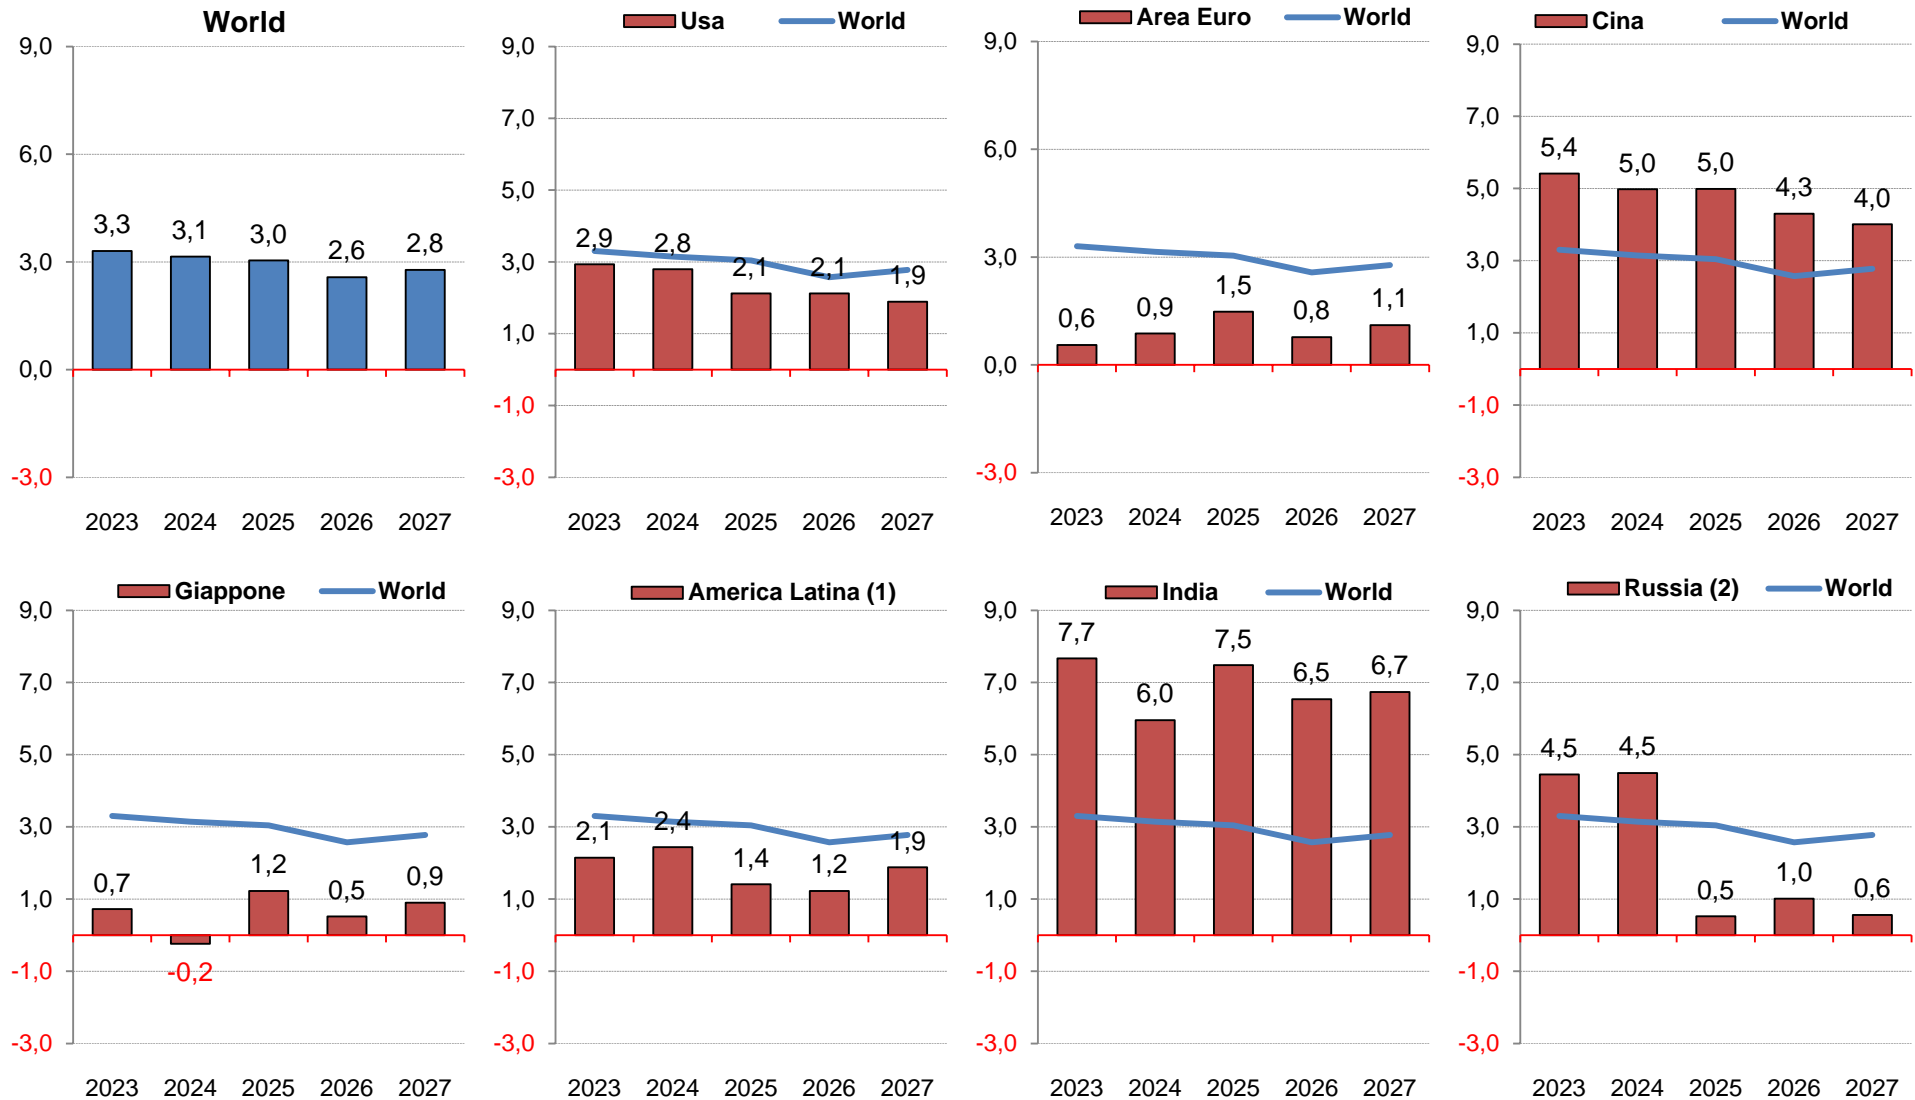 World
9,0
6,0
3,0
0,0
-3,0
3,3 3,1 3,0 2,6 2,8
2023 2024 2025 2026 2027
Usa World
9,0
7,0
5,0
3,0
1,0
-1,0
-3,0
2,9 2,8 2,1 2,1 1,9
2023 2024 2025 2026 2027
Area Euro World
9,0
6,0
3,0
0,0
-3,0
0,6 0,9 1,5 0,8 1,1
2023 2024 2025 2026 2027
Cina World
9,0
7,0
5,0
3,0
1,0
-1,0
-3,0
5,4 5,0 5,0 4,3 4,0
2023 2024 2025 2026 2027
Giappone World
9,0
7,0
5,0
3,0
1,0
-1,0
-3,0
0,7 -0,2 1,2 0,5 0,9
2023 2024 2025 2026 2027
America Latina (1)
9,0
7,0
5,0
3,0
1,0
-1,0
-3,0
2,1 2,4 1,4 1,2 1,9
2023 2024 2025 2026 2027
India World
9,0
7,0
5,0
3,0
1,0
-1,0
-3,0
7,7 6,0 7,5 6,5 6,7
2023 2024 2025 2026 2027
Russia (2) World
9,0
7,0
5,0
3,0
1,0
-1,0
-3,0
4,5 4,5 0,5 1,0 0,6
2023 2024 2025 2026 2027